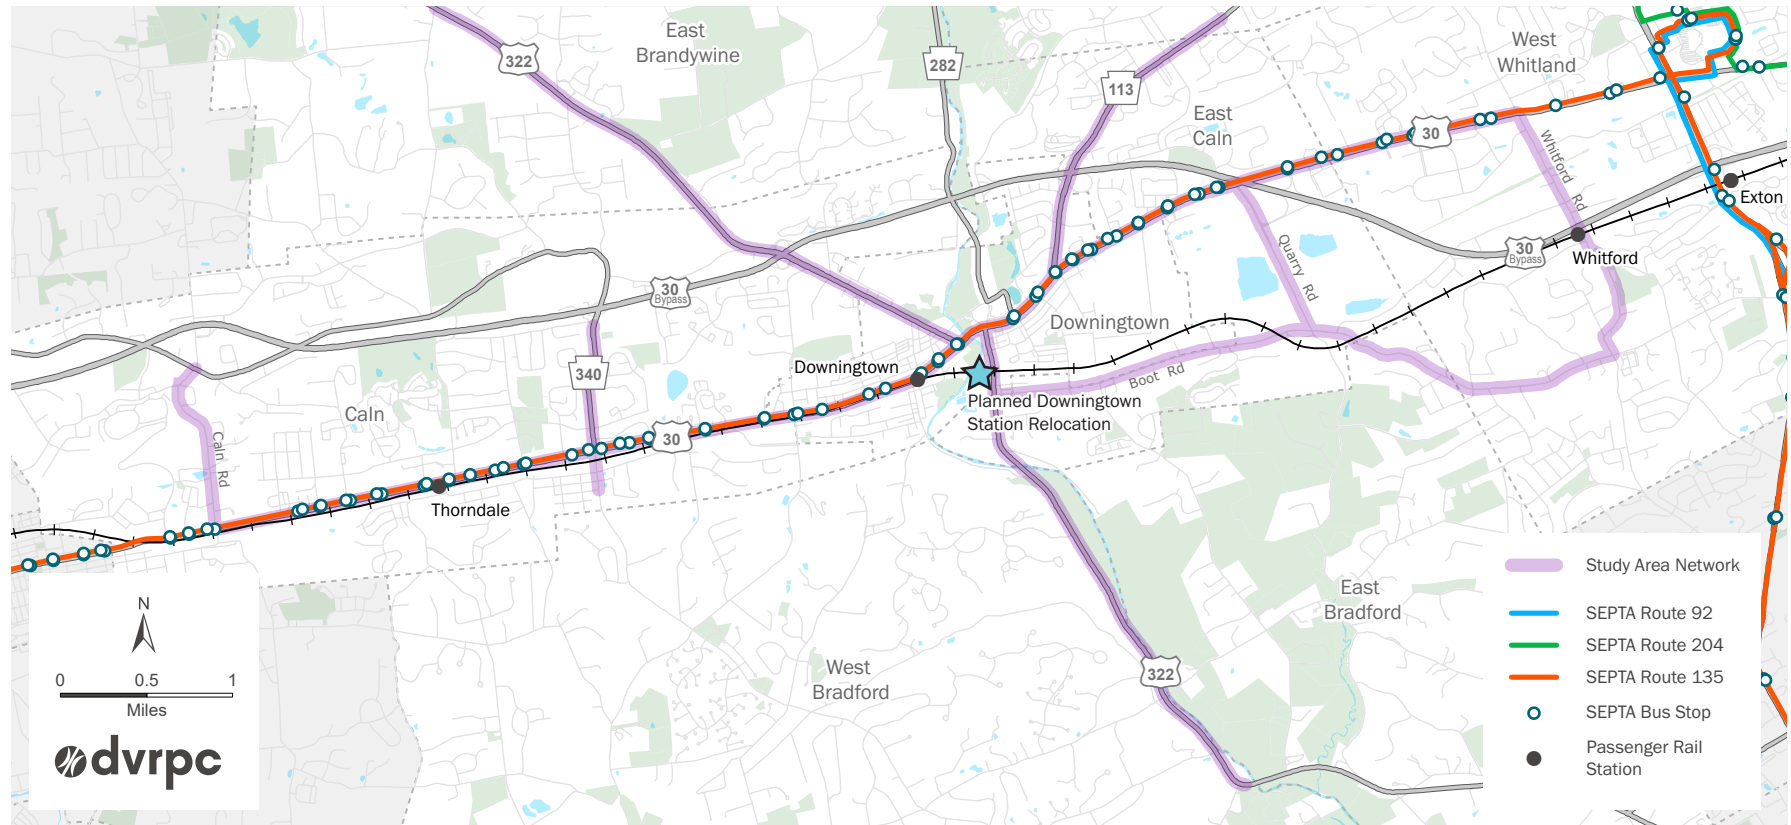 East
Brandywine
West
Whitland
322
282
113
East
Caln
30
Whitford Rd
Exton
Quarry Rd
30
Bypass
Whitford
30
Bypass
Downingtown
Downingtown
340
Boot Rd
Planned Downingtown
Station Relocation
Caln
30
Caln Rd
Thorndale
East
Bradford
West
Bradford
322
N
0 0.5 1
Miles
dvrpc
Study Area Network
SEPTA Route 92
SEPTA Route 204
SEPTA Route 135
SEPTA Bus Stop
Passenger Rail
Station